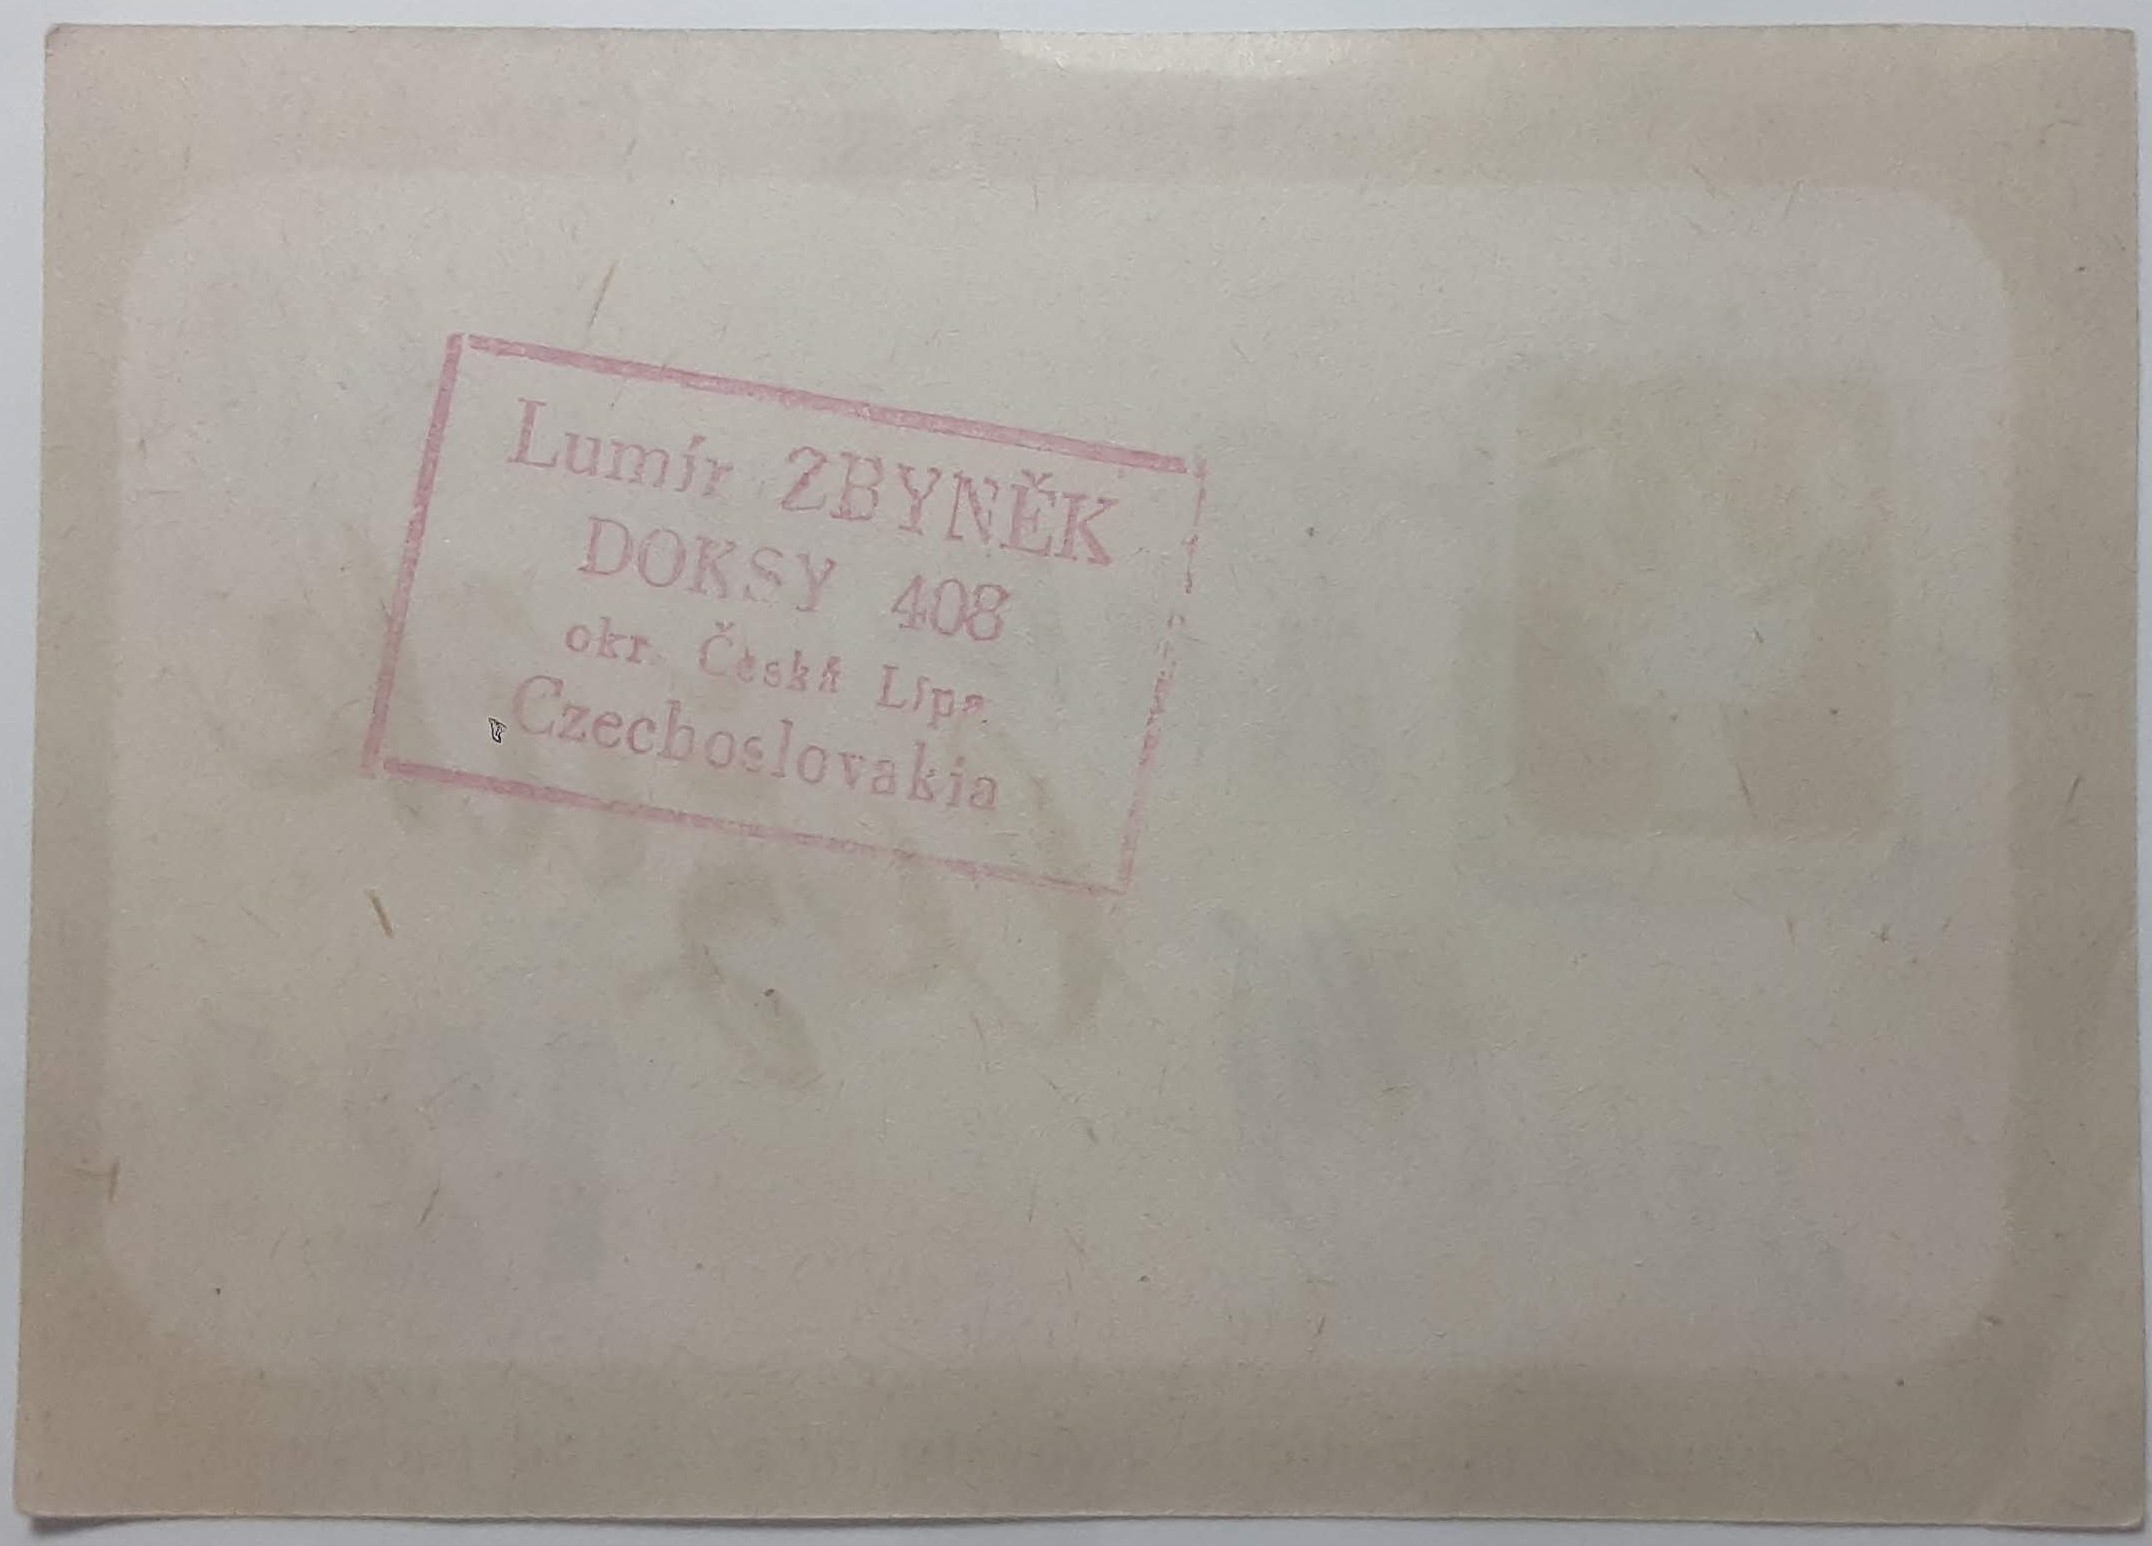 Lumír ZBYNĚK
DOKSY 408
okr. Česká Lípa
Czechoslovakia